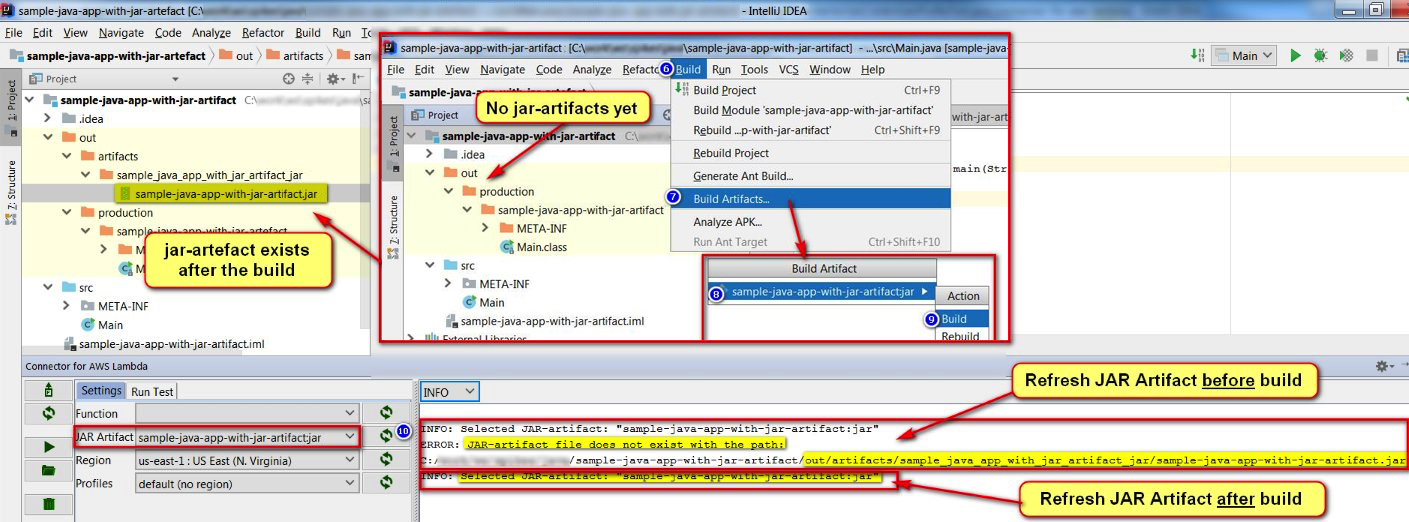 sample-java-app-with-jar-artefact [C:\
- IntelliJ IDEA
File Edit View Navigate Code Analyze Refactor Build Run To
sample-java-app-with-jar-artefact out artifacts sam
Main
1: Project
Z: Structure
Project
sample-java-app-with-jar-artifact C:\
.idea
out
artifacts
sample_java_app_with_jar_artifact_jar
sample-java-app-with-jar-artifact.jar
production
sample-java-app-with-jar-artefact
M
M
src
META-INF
Main
sample-java-app-with-jar-artifact.iml
jar-artefact exists
after the build
sample-java-app-with-jar-artifact: [C:\
\sample-java-app-with-jar-artifact] - ...\src\Main.java [sample-java-
File Edit View Navigate Code Analyze Refactor 6 Build Run Tools VCS Window Help
sample-java-app-with-jar-artifact
No jar-artifacts yet
1: Project
Z: Structure
Project
sample-java-app-with-jar-artifact C:\
.idea
out
production
sample-java-app-with-jar-artifact
META-INF
Main.class
src
META-INF
Main
sample-java-app-with-jar-artifact.iml
External Libraries
Build Project Ctrl+F9
Build Module 'sample-java-app-with-jar-artifact'
Rebuild ...p-with-jar-artifact' Ctrl+Shift+F9
Rebuild Project
Generate Ant Build...
7 Build Artifacts...
Analyze APK...
Run Ant Target Ctrl+Shift+F10
with-jar-art
main(Str
Build Artifact
8 sample-java-app-with-jar-artifact:jar
Action
9 Build
Rebuild
Connector for AWS Lambda
Settings Run Test
Function
JAR Artifact sample-java-app-with-jar-artifact:jar 10
Region us-east-1 : US East (N. Virginia)
Profiles default (no region)
INFO
Refresh JAR Artifact before build
INFO: Selected JAR-artifact: "sample-java-app-with-jar-artifact:jar"
ERROR: JAR-artifact file does not exist with the path:
C:/
/sample-java-app-with-jar-artifact/out/artifacts/sample_java_app_with_jar_artifact_jar/sample-java-app-with-jar-artifact.jar
INFO: Selected JAR-artifact: "sample-java-app-with-jar-artifact:jar"
Refresh JAR Artifact after build